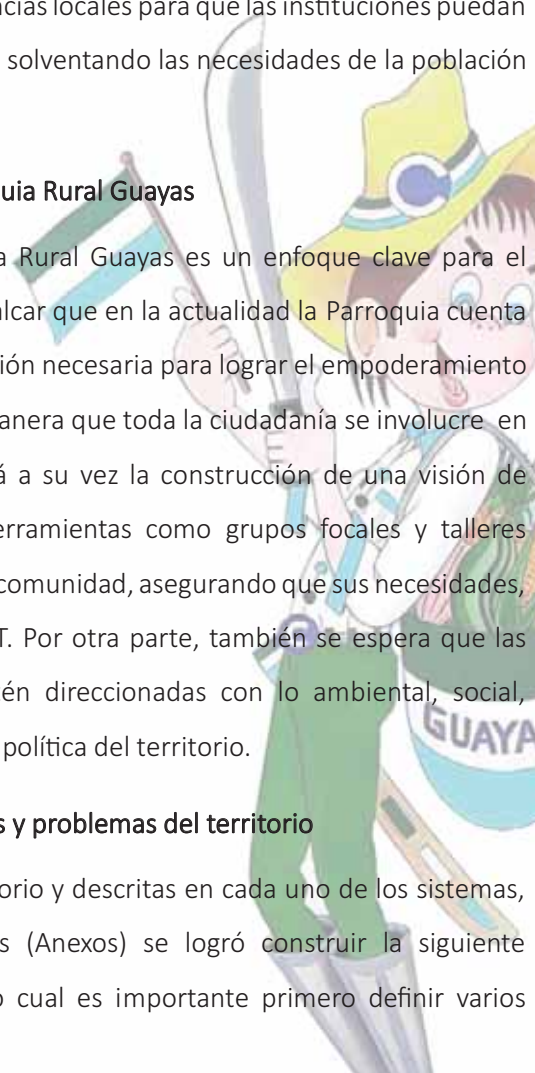 cias locales para que las instituciones puedan
solventando las necesidades de la población
uia Rural Guayas
a Rural Guayas es un enfoque clave para el
alcar que en la actualidad la Parroquia cuenta
ión necesaria para lograr el empoderamiento
anera que toda la ciudadanía se involucre en
á a su vez la construcción de una visión de
erramientas como grupos focales y talleres
comunidad, asegurando que sus necesidades,
T. Por otra parte, también se espera que las
én direccionadas con lo ambiental, social,
GUAYA
política del territorio.
s y problemas del territorio
orio y descritas en cada uno de los sistemas,
s (Anexos) se logró construir la siguiente
o cual es importante primero definir varios